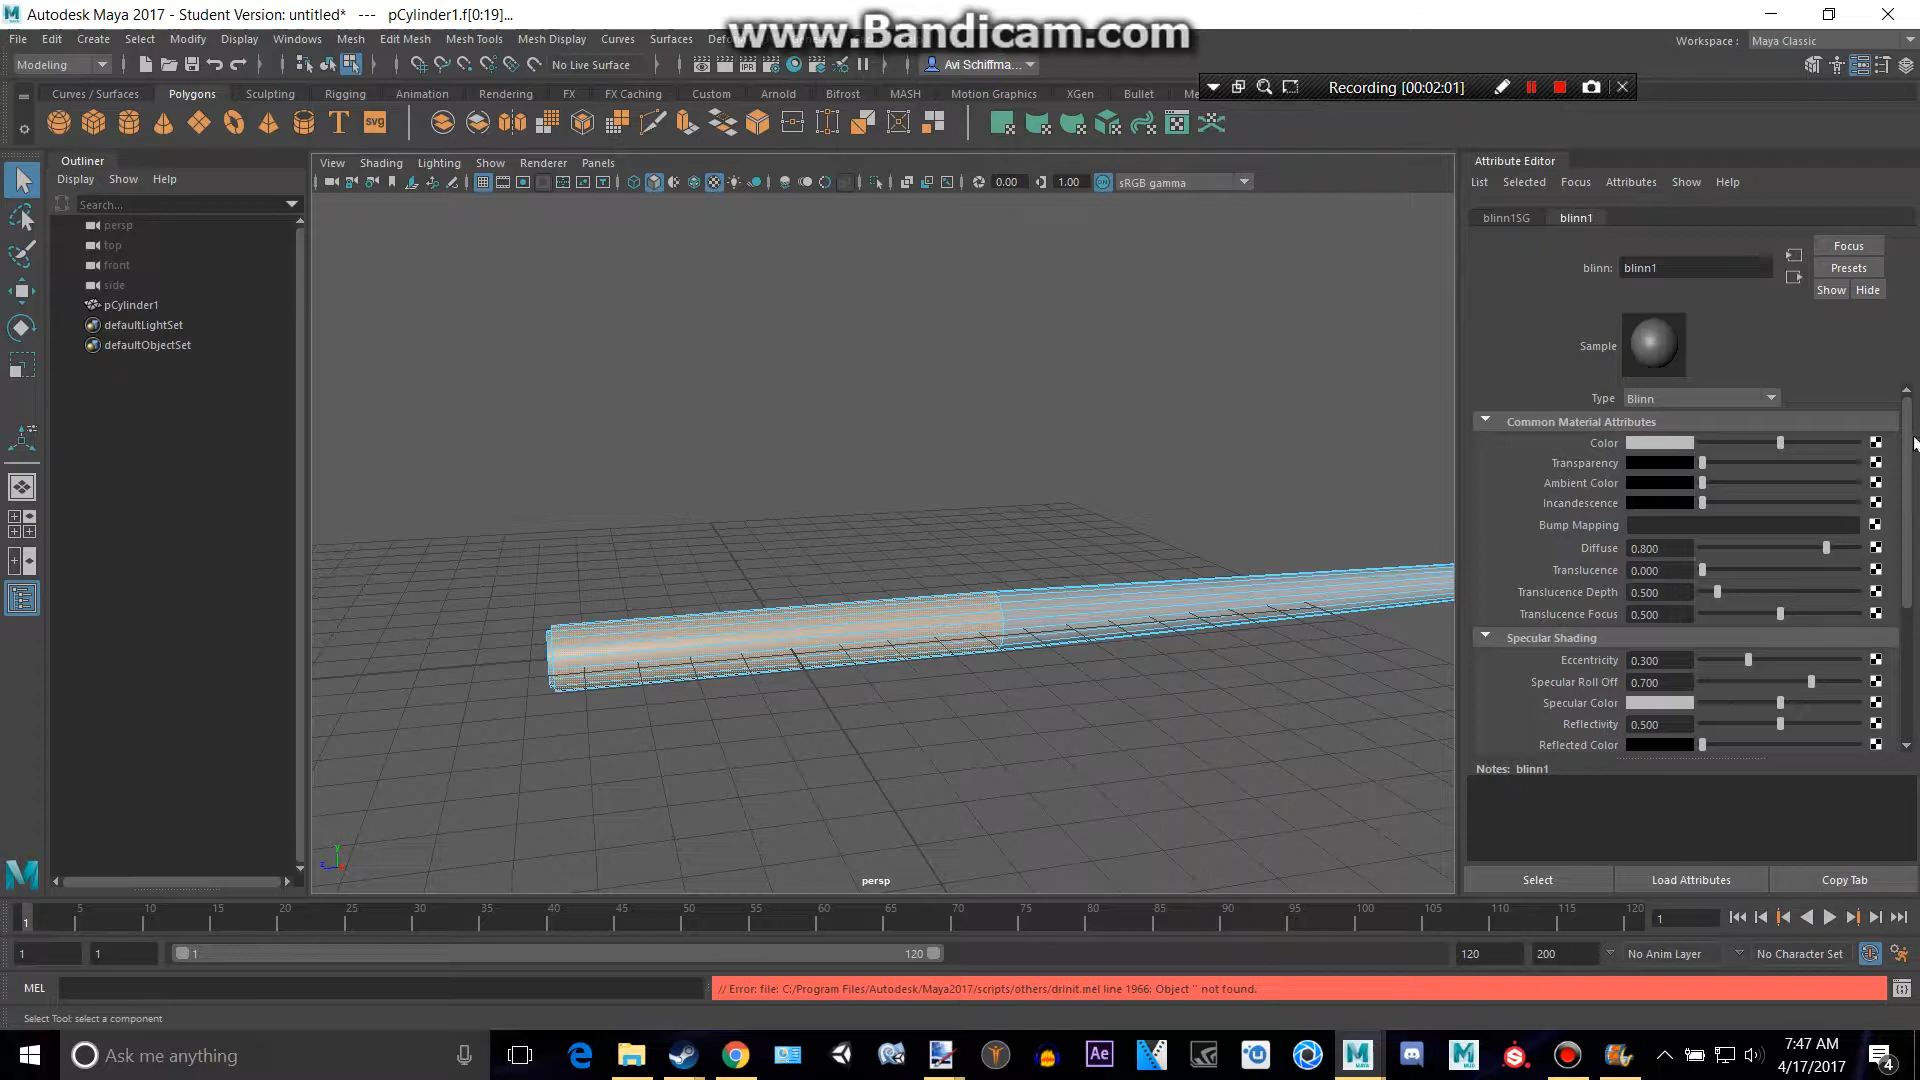 Autodesk Maya 2017 - Student Version: untitled* --- pCylinder1.f[0:19]...
www.Bandicam.com
File Edit Create Select Modify Display Windows Mesh Edit Mesh Mesh Tools Mesh Display Curves Surfaces Defo
Workspace : Maya Classic
Modeling No Live Surface Avi Schiffma...
Recording [00:02:01]
Curves / Surfaces Polygons Sculpting Rigging Animation Rendering FX FX Caching Custom Arnold Bifrost MASH Motion Graphics XGen Bullet Me
T SVG
Outliner
Display Show Help
Search...
persp
top
front
side
pCylinder1
defaultLightSet
defaultObjectSet
View Shading Lighting Show Renderer Panels
0.00 1.00 sRGB gamma
y
z
persp
Attribute Editor
List Selected Focus Attributes Show Help
blinn1SG blinn1
Focus
blinn: blinn1
Presets
Show Hide
Sample
Type Blinn
Common Material Attributes
Color
Transparency
Ambient Color
Incandescence
Bump Mapping
Diffuse 0.800
Translucence 0.000
Translucence Depth 0.500
Translucence Focus 0.500
Specular Shading
Eccentricity 0.300
Specular Roll Off 0.700
Specular Color
Reflectivity 0.500
Reflected Color
Notes: blinn1
Select Load Attributes Copy Tab
1 5 10 15 20 25 30 35 40 45 50 55 60 65 70 75 80 85 90 95 100 105 110 115 120 1
1 1 1 120 120 200 No Anim Layer No Character Set
MEL // Error: file: C:/Program Files/Autodesk/Maya2017/scripts/others/drInit.mel line 1966: Object '' not found.
Select Tool: select a component
Ask me anything
7:47 AM
4/17/2017
4